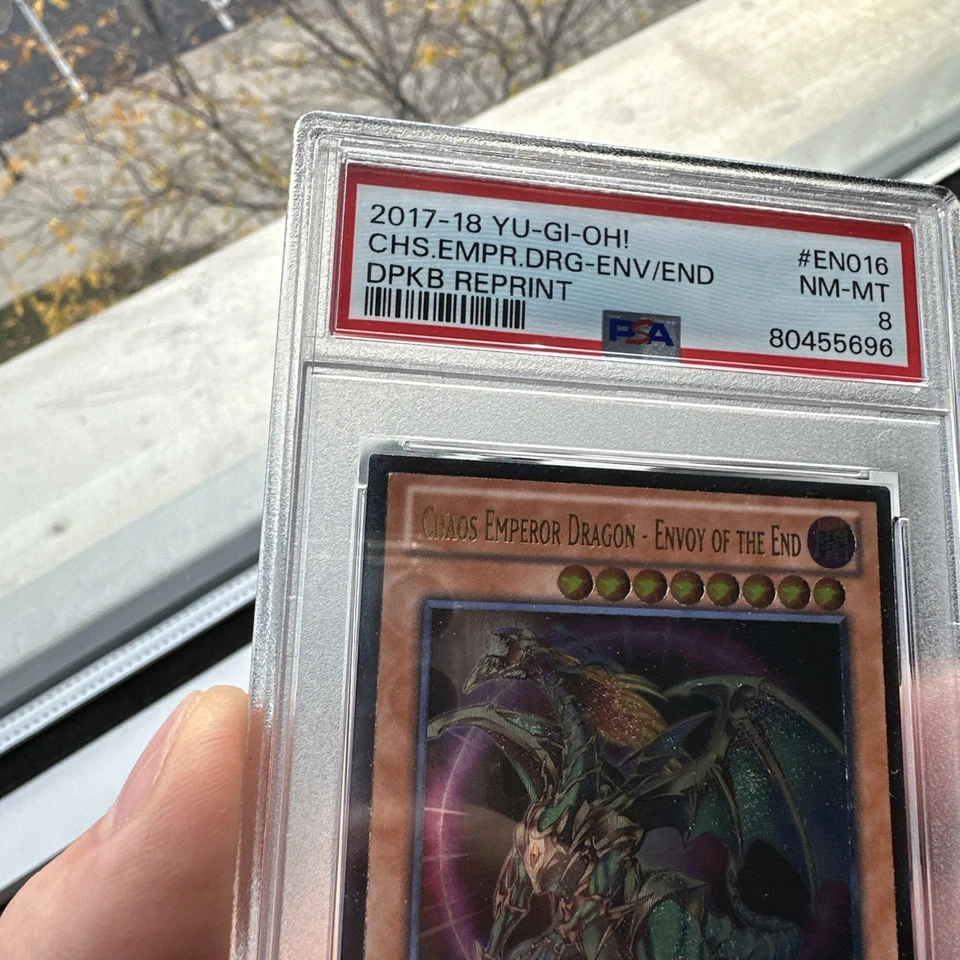 2017-18 YU-GI-OH!
#EN016
CHS.EMPR.DRG-ENV/END
NM-MT
DPKB REPRINT
8
PSA
80455696
CHAOS EMPEROR DRAGON - ENVOY OF THE END
闇